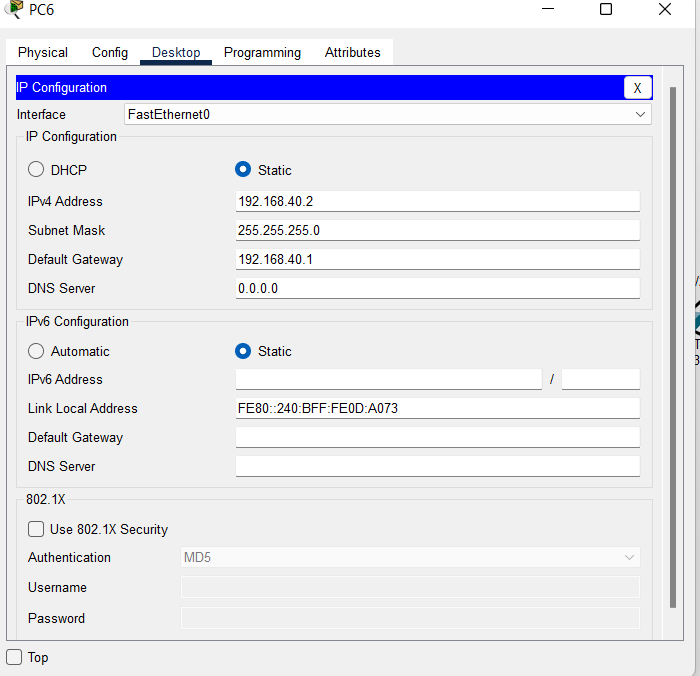 PC6
Physical Config Desktop Programming Attributes
IP Configuration X
Interface FastEthernet0
IP Configuration
DHCP Static
IPv4 Address 192.168.40.2
Subnet Mask 255.255.255.0
Default Gateway 192.168.40.1
DNS Server 0.0.0.0
IPv6 Configuration
Automatic Static
IPv6 Address /
Link Local Address FE80::240:BFF:FE0D:A073
Default Gateway
DNS Server
802.1X
Use 802.1X Security
Authentication MD5
Username
Password
Top